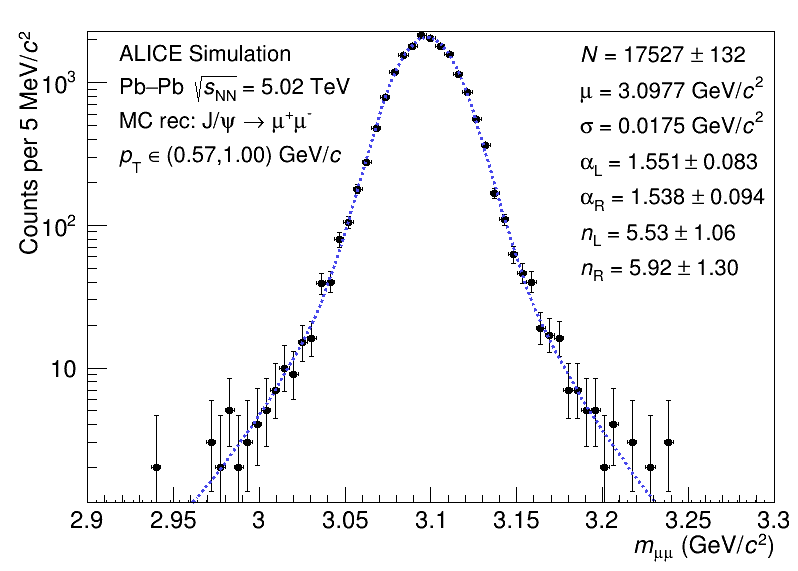 Counts per 5 MeV/c²
10³
10²
10
ALICE Simulation
Pb–Pb √sNN = 5.02 TeV
MC rec: J/ψ → μ⁺μ⁻
pT ∈ (0.57,1.00) GeV/c
N = 17527 ± 132
μ = 3.0977 GeV/c²
σ = 0.0175 GeV/c²
αL = 1.551 ± 0.083
αR = 1.538 ± 0.094
nL = 5.53 ± 1.06
nR = 5.92 ± 1.30
2.9 2.95 3 3.05 3.1 3.15 3.2 3.25 3.3
mμμ (GeV/c²)